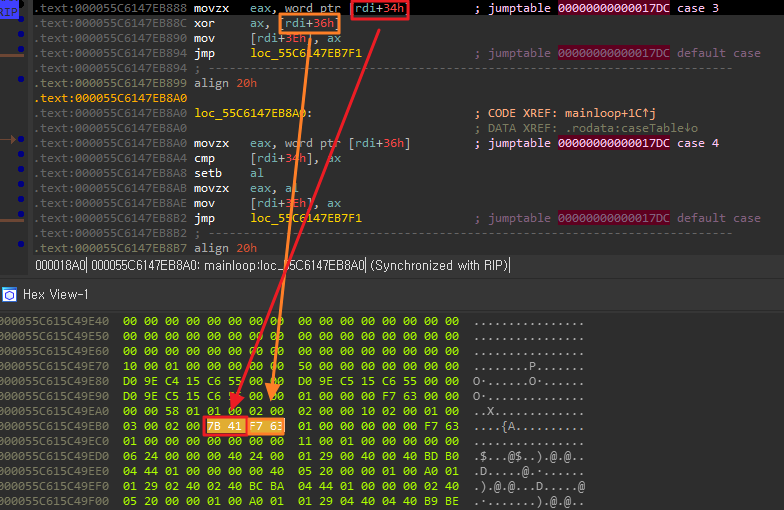 RIP
.text:000055C6147EB888 movzx eax, word ptr [rdi+34h] ; jumptable 00000000000017DC case 3
.text:000055C6147EB88C xor ax, [rdi+36h]
.text:000055C6147EB890 mov [rdi+3Eh], ax
.text:000055C6147EB894 jmp loc_55C6147EB7F1 ; jumptable 00000000000017DC default case
.text:000055C6147EB894 ; ---------------------------------------------------------------------------
.text:000055C6147EB899 align 20h
.text:000055C6147EB8A0
.text:000055C6147EB8A0 loc_55C6147EB8A0: ; CODE XREF: mainloop+1C↑j
.text:000055C6147EB8A0 ; DATA XREF: .rodata:caseTable↓o
.text:000055C6147EB8A0 movzx eax, word ptr [rdi+36h] ; jumptable 00000000000017DC case 4
.text:000055C6147EB8A4 cmp [rdi+34h], ax
.text:000055C6147EB8A8 setb al
.text:000055C6147EB8AB movzx eax, al
.text:000055C6147EB8AE mov [rdi+3Eh], ax
.text:000055C6147EB8B2 jmp loc_55C6147EB7F1 ; jumptable 00000000000017DC default case
.text:000055C6147EB8B2 ; ---------------------------------------------------------------------------
.text:000055C6147EB8B7 align 20h
000018A0 000055C6147EB8A0: mainloop:loc_55C6147EB8A0 (Synchronized with RIP)
Hex View-1
000055C615C49E40 00 00 00 00 00 00 00 00 00 00 00 00 00 00 00 00 ................
000055C615C49E50 00 00 00 00 00 00 00 00 00 00 00 00 00 00 00 00 ................
000055C615C49E60 00 00 00 00 00 00 00 00 00 00 00 00 00 00 00 00 ................
000055C615C49E70 10 00 01 00 00 00 00 00 50 00 00 00 00 00 00 00 ........P.......
000055C615C49E80 D0 9E C4 15 C6 55 00 00 D0 9E C5 15 C6 55 00 00
000055C615C49E90 D0 9E C5 15 C6 55 00 00 01 00 00 00 F7 63 00 00
000055C615C49EA0 00 00 58 01 01 00 02 00 02 00 00 10 02 00 01 00 ..X.............
000055C615C49EB0 03 00 02 00 7B 41 F7 63 01 00 00 00 00 00 F7 63 ....{A
000055C615C49EC0 01 00 00 00 00 00 00 00 11 00 01 00 00 00 00 00 ................
000055C615C49ED0 06 24 00 00 00 40 24 00 01 29 00 40 00 40 BD B0 .$...@$..).@.@..
000055C615C49EE0 04 44 01 00 00 00 00 40 05 20 00 00 01 00 A0 01
000055C615C49EF0 01 29 02 40 02 40 BC BA 04 44 01 00 00 00 02 40 .).@.@...D.....@
000055C615C49F00 05 20 00 00 01 00 A0 01 01 29 04 40 04 40 B9 BE